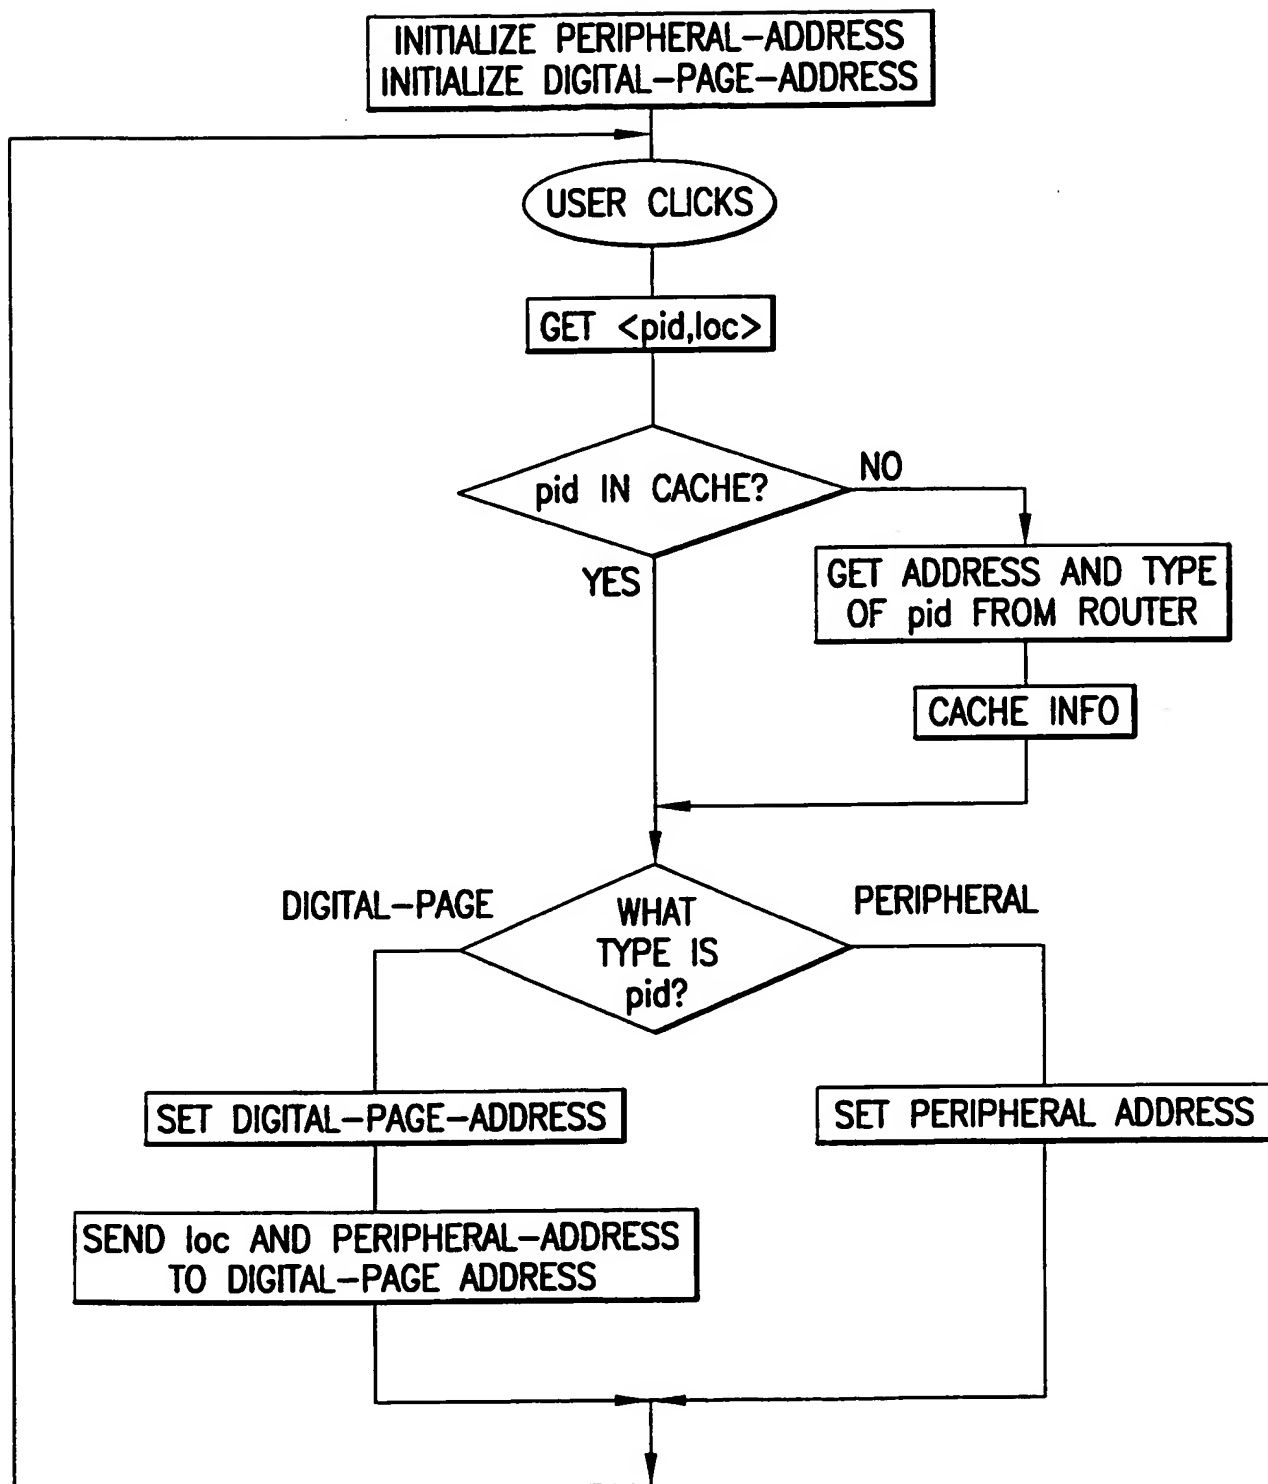 INITIALIZE PERIPHERAL-ADDRESS
INITIALIZE DIGITAL-PAGE-ADDRESS
USER CLICKS
GET <pid,loc>
pid IN CACHE?
NO
YES
GET ADDRESS AND TYPE
OF pid FROM ROUTER
CACHE INFO
DIGITAL-PAGE
WHAT
TYPE IS
pid?
PERIPHERAL
SET DIGITAL-PAGE-ADDRESS
SET PERIPHERAL ADDRESS
SEND loc AND PERIPHERAL-ADDRESS
TO DIGITAL-PAGE ADDRESS